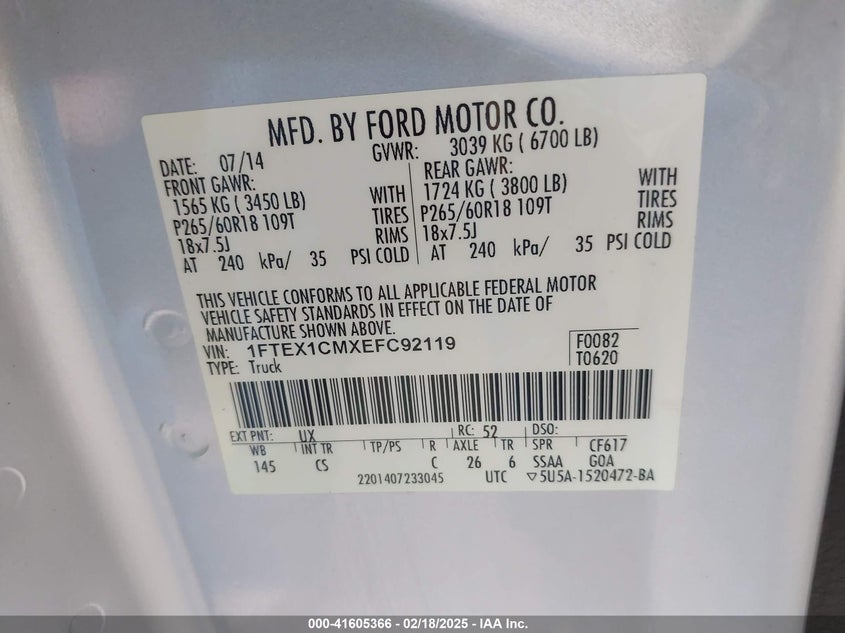 MFD. BY FORD MOTOR CO.
DATE: 07/14 GVWR: 3039 KG ( 6700 LB)
FRONT GAWR: REAR GAWR:
1565 KG ( 3450 LB) WITH 1724 KG ( 3800 LB) WITH
P265/60R18 109T TIRES P265/60R18 109T TIRES
18x7.5J RIMS 18x7.5J RIMS
AT 240 kPa/ 35 PSI COLD AT 240 kPa/ 35 PSI COLD
THIS VEHICLE CONFORMS TO ALL APPLICABLE FEDERAL MOTOR
VEHICLE SAFETY STANDARDS IN EFFECT ON THE DATE OF
MANUFACTURE SHOWN ABOVE.
VIN: 1FTEX1CMXEFC92119 F0082
TYPE: Truck T0620
EXT PNT: UX RC: 52 DSO:
WB INT TR TP/PS R AXLE TR SPR CF617
145 CS C 26 6 SSAA GOA
2201407233045 UTC ▽5U5A-1520472-BA
000-41605366 - 02/18/2025 - IAA Inc.